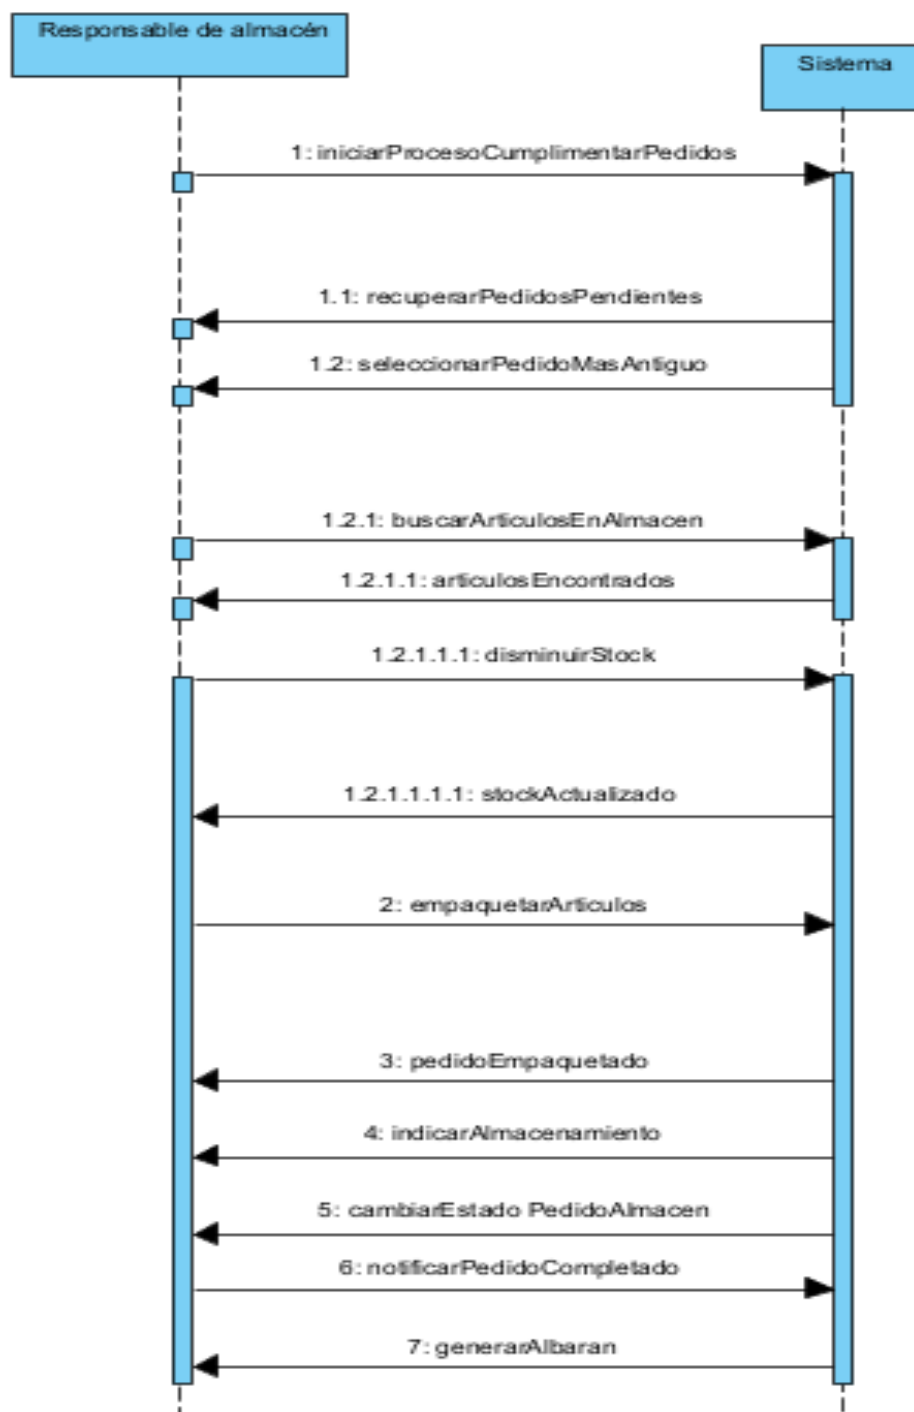 Responsable de almacén
Sistema
1: iniciarProcesoCumplimentarPedidos
1.1: recuperarPedidosPendientes
1.2: seleccionarPedidoMasAntiguo
1.2.1: buscarArticulosEnAlmacen
1.2.1.1: articulosEncontrados
1.2.1.1.1: disminuirStock
1.2.1.1.1.1: stockActualizado
2: empaquetarArticulos
3: pedidoEmpaquetado
4: indicarAlmacenamiento
5: cambiarEstado PedidoAlmacen
6: notificarPedidoCompletado
7: generarAlbaran